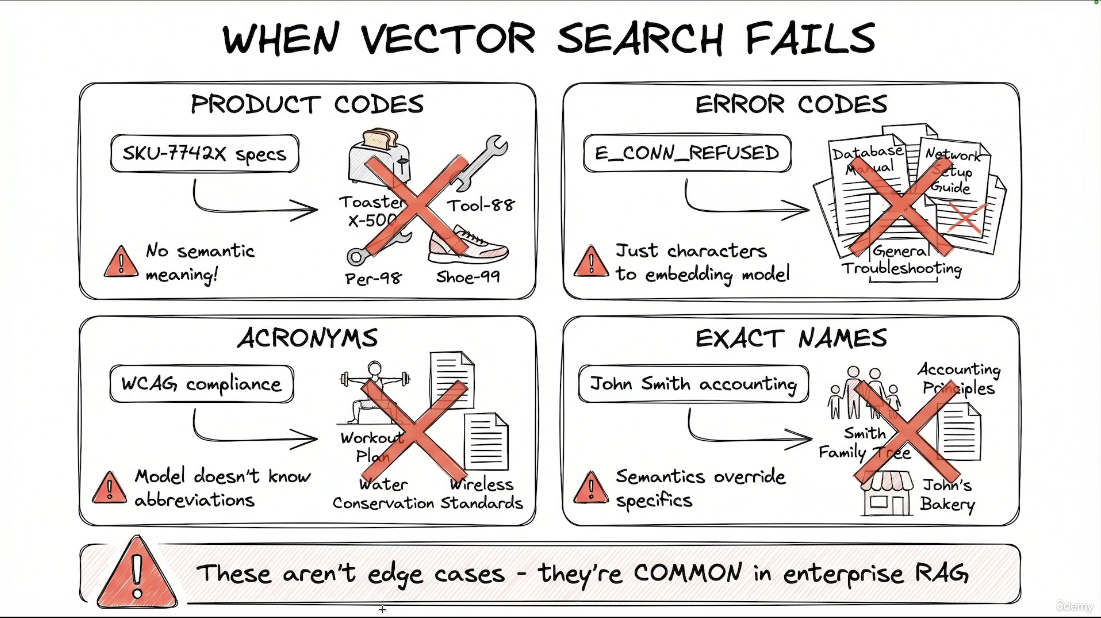 WHEN VECTOR SEARCH FAILS
PRODUCT CODES
SKU-7742X specs
Toaster
X-500
Tool-88
Per-98
Shoe-99
No semantic
meaning!
ERROR CODES
E_CONN_REFUSED
Database
Manual
Network
Setup
Guide
General
Troubleshooting
Just characters
to embedding model
ACRONYMS
WCAG compliance
Workout
Plan
Water
Conservation
Wireless
Standards
Model doesn't know
abbreviations
EXACT NAMES
John Smith accounting
Accounting
Principles
Smith
Family Tree
John's
Bakery
Semantics override
specifics
These aren't edge cases - they're COMMON in enterprise RAG
ûdemy